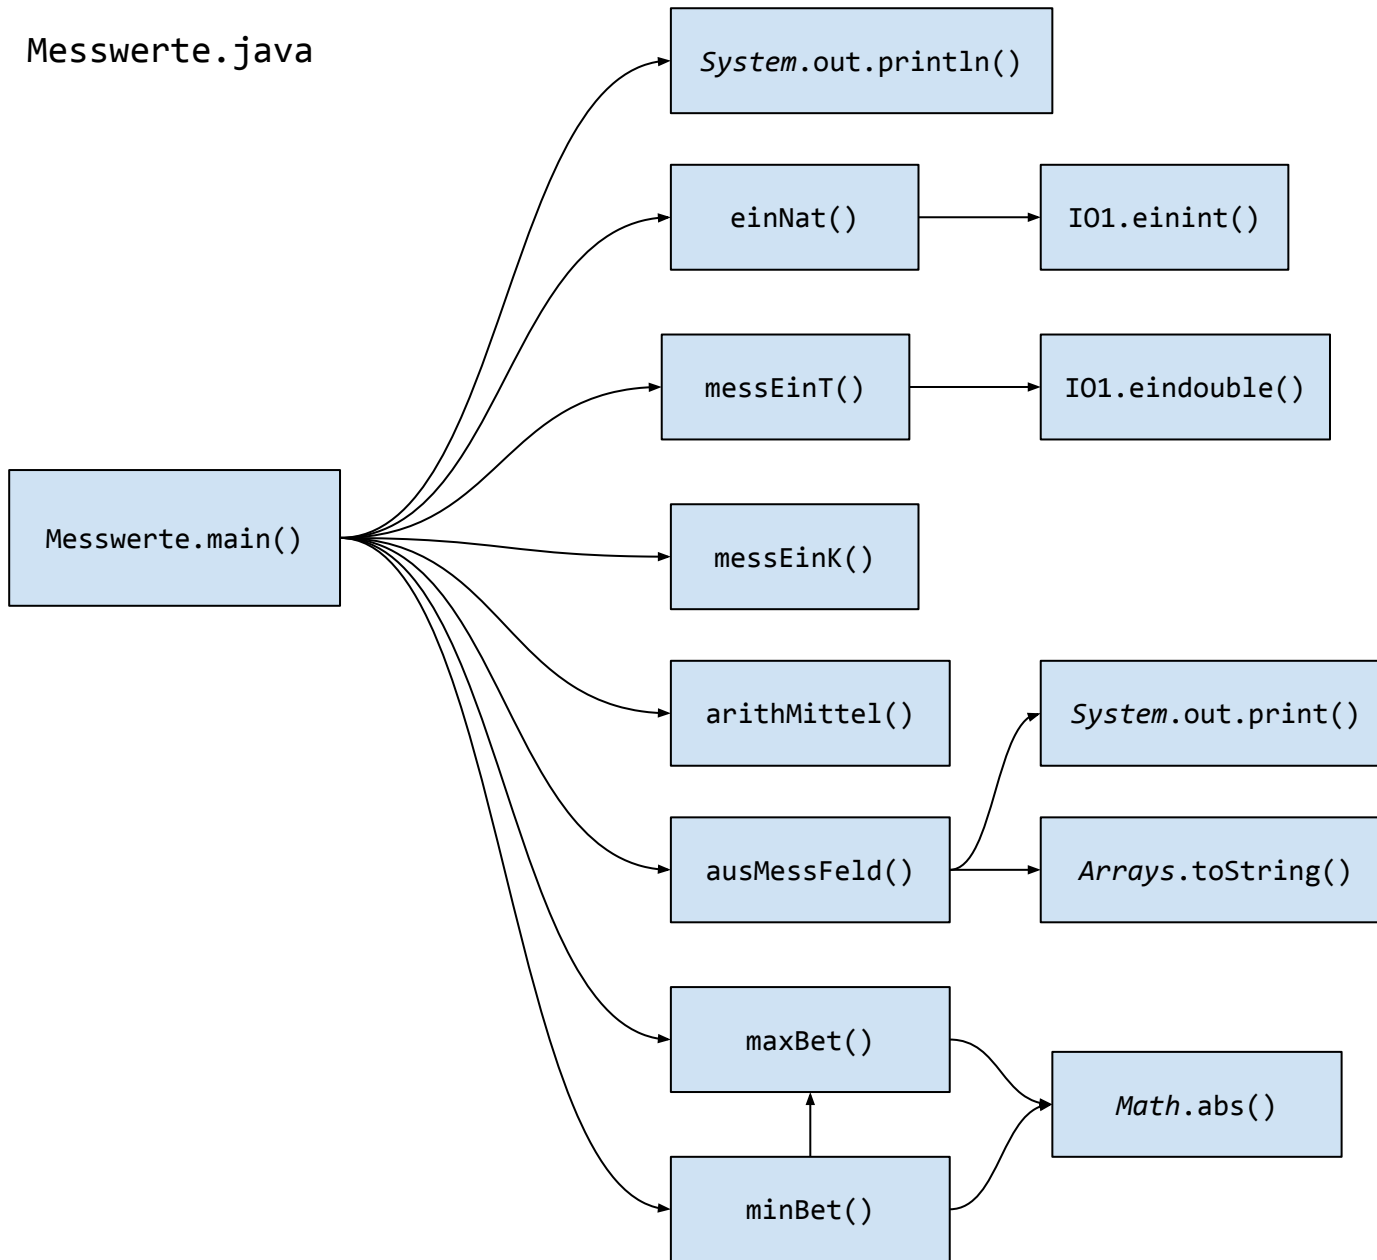 Messwerte.java
System.out.println()
einNat()
IO1.einint()
messEinT()
IO1.eindouble()
Messwerte.main()
messEinK()
arithMittel()
System.out.print()
ausMessFeld()
Arrays.toString()
maxBet()
Math.abs()
minBet()